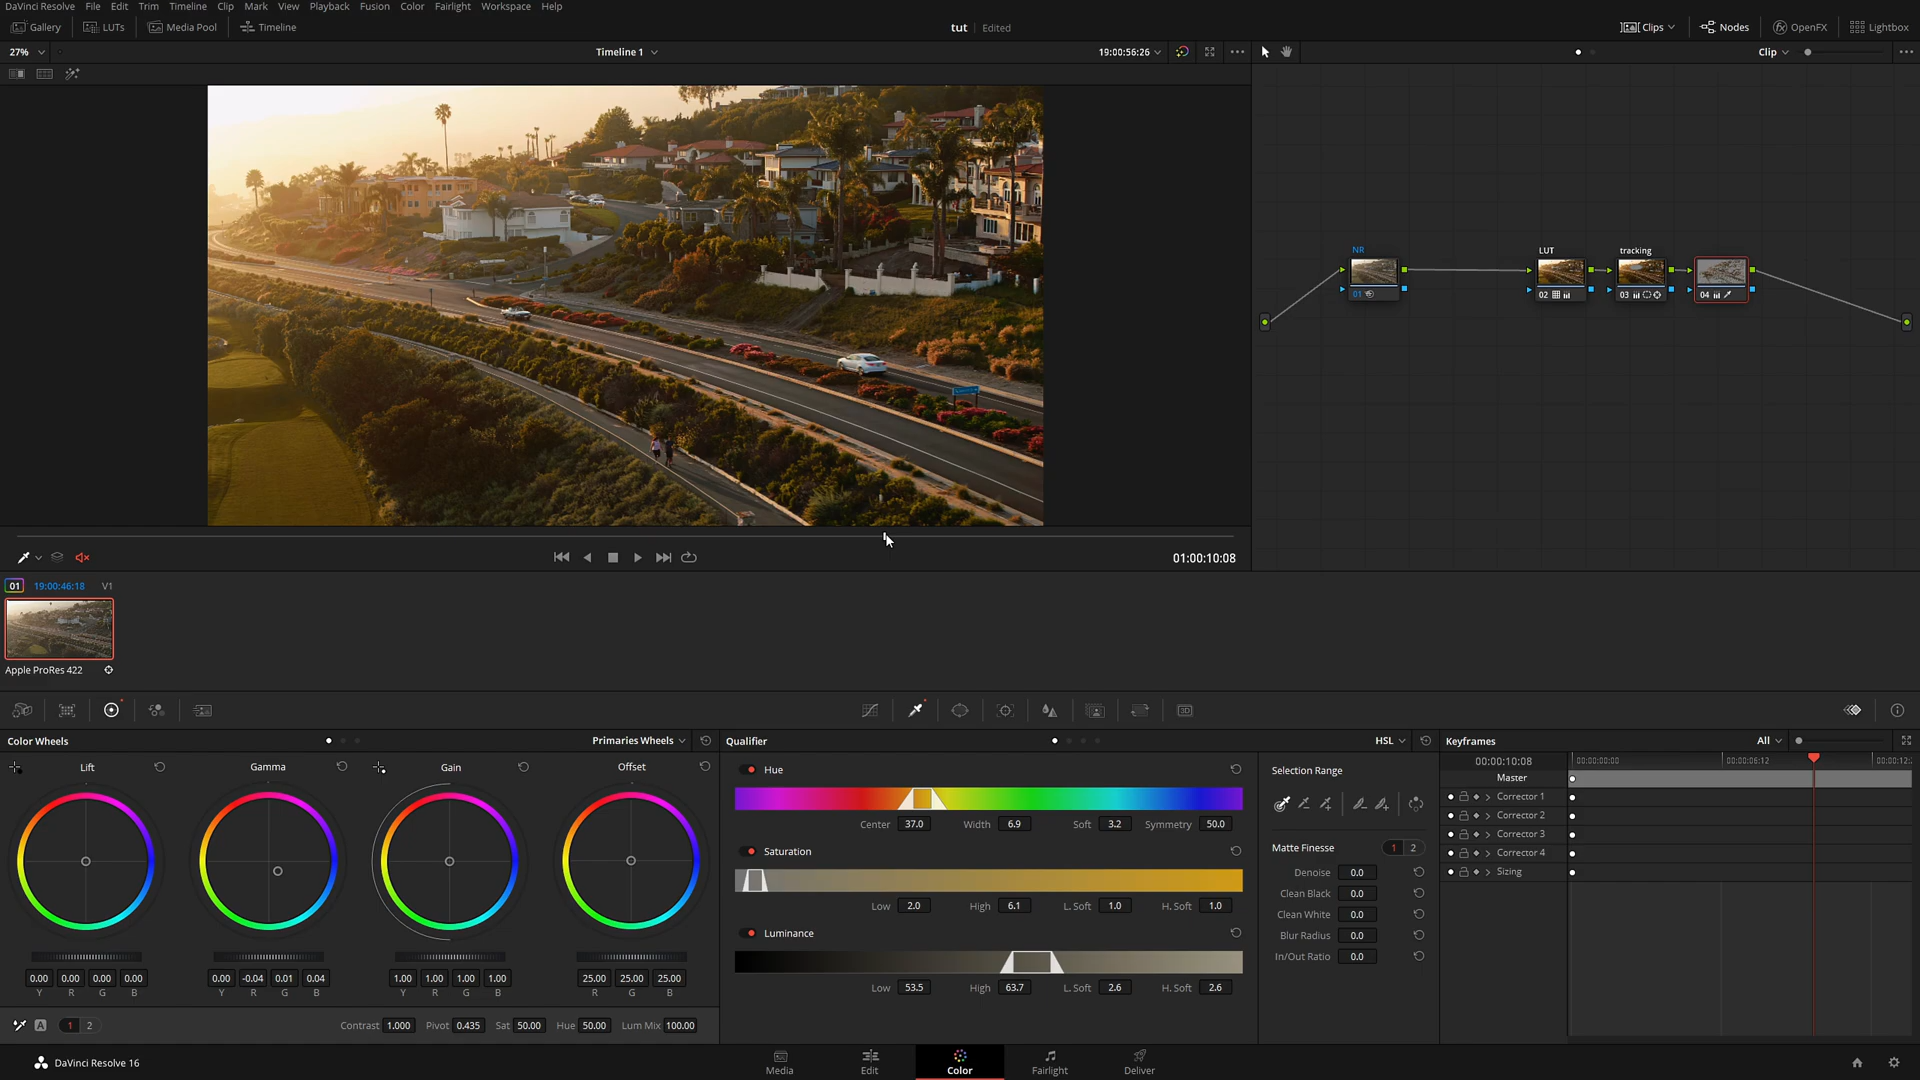 DaVinci Resolve File Edit Trim Timeline Clip Mark View Playback Fusion Color Fairlight Workspace Help
Gallery LUTs Media Pool Timeline tut Edited Clips Nodes OpenFX Lightbox
27% Timeline 1 19:00:56:26 Clip
NR LUT tracking
01 02 03 04
01:00:10:08
01 19:00:46:18 V1
Apple ProRes 422
3D
Color Wheels Primaries Wheels Qualifier HSL Keyframes All
Lift Gamma Gain Offset Hue Selection Range 00:00:10:08 00:00:00:00 00:00:06:12
Master
Corrector 1
Center 37.0 Width 6.9 Soft 3.2 Symmetry 50.0 Corrector 2
Corrector 3
Saturation Matte Finesse 1 2 Corrector 4
Denoise 0.0 Sizing
Clean Black 0.0
Low 2.0 High 6.1 L. Soft 1.0 H. Soft 1.0
Clean White 0.0
Luminance Blur Radius 0.0
In/Out Ratio 0.0
0.00 0.00 0.00 0.00 0.00 -0.04 0.01 0.04 1.00 1.00 1.00 1.00 25.00 25.00 25.00
Low 53.5 High 63.7 L. Soft 2.6 H. Soft 2.6
Y R G B Y R G B Y R G B R G B
A 1 2 Contrast 1.000 Pivot 0.435 Sat 50.00 Hue 50.00 Lum Mix 100.00
DaVinci Resolve 16 Media Edit Color Fairlight Deliver